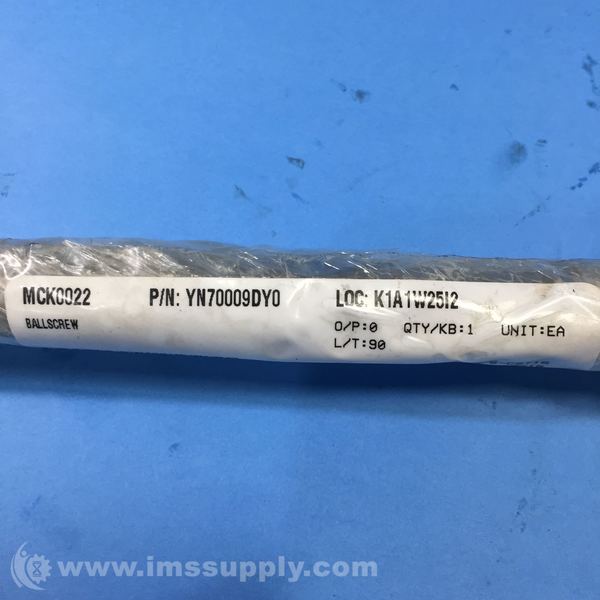 MCK0022 P/N: YN70009DY0 LOC: K1A1W25I2
BALLSCREW O/P:0 QTY/KB:1 UNIT:EA
L/T:90
www.imssupply.com